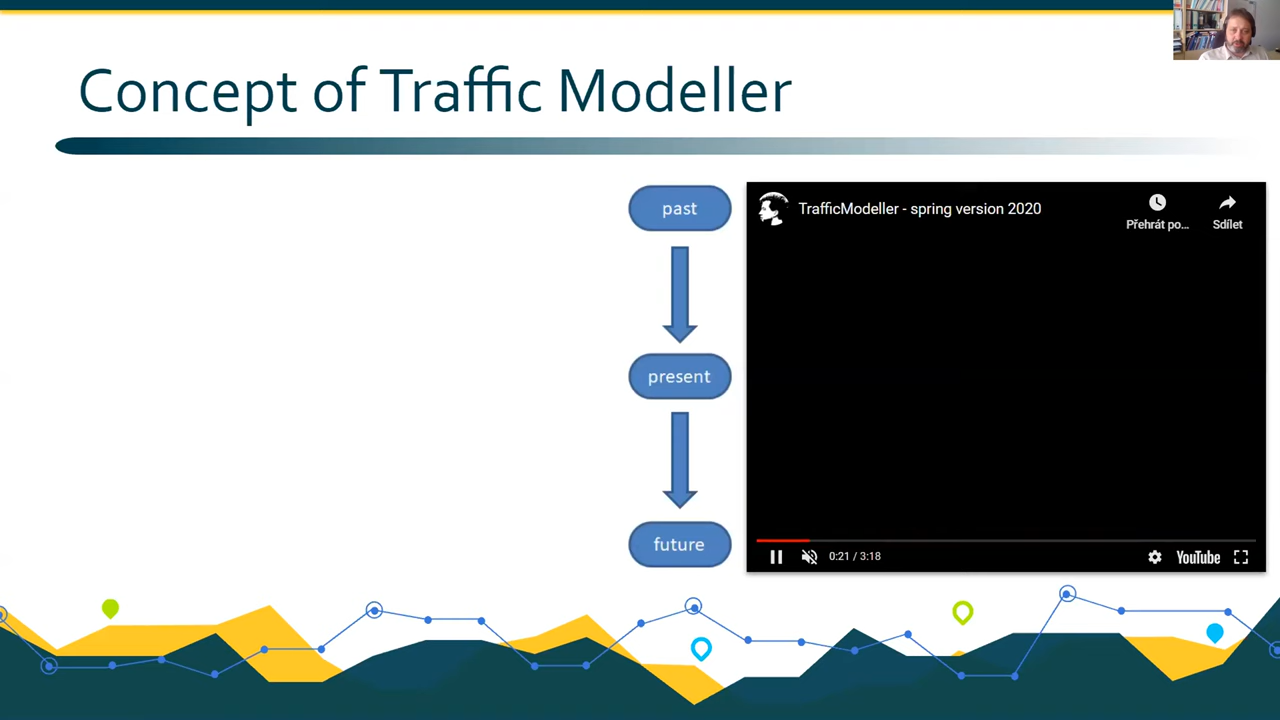 Concept of Traffic Modeller
past
present
future
TrafficModeller - spring version 2020
Přehrát po...
Sdílet
0:21 / 3:18
YouTube